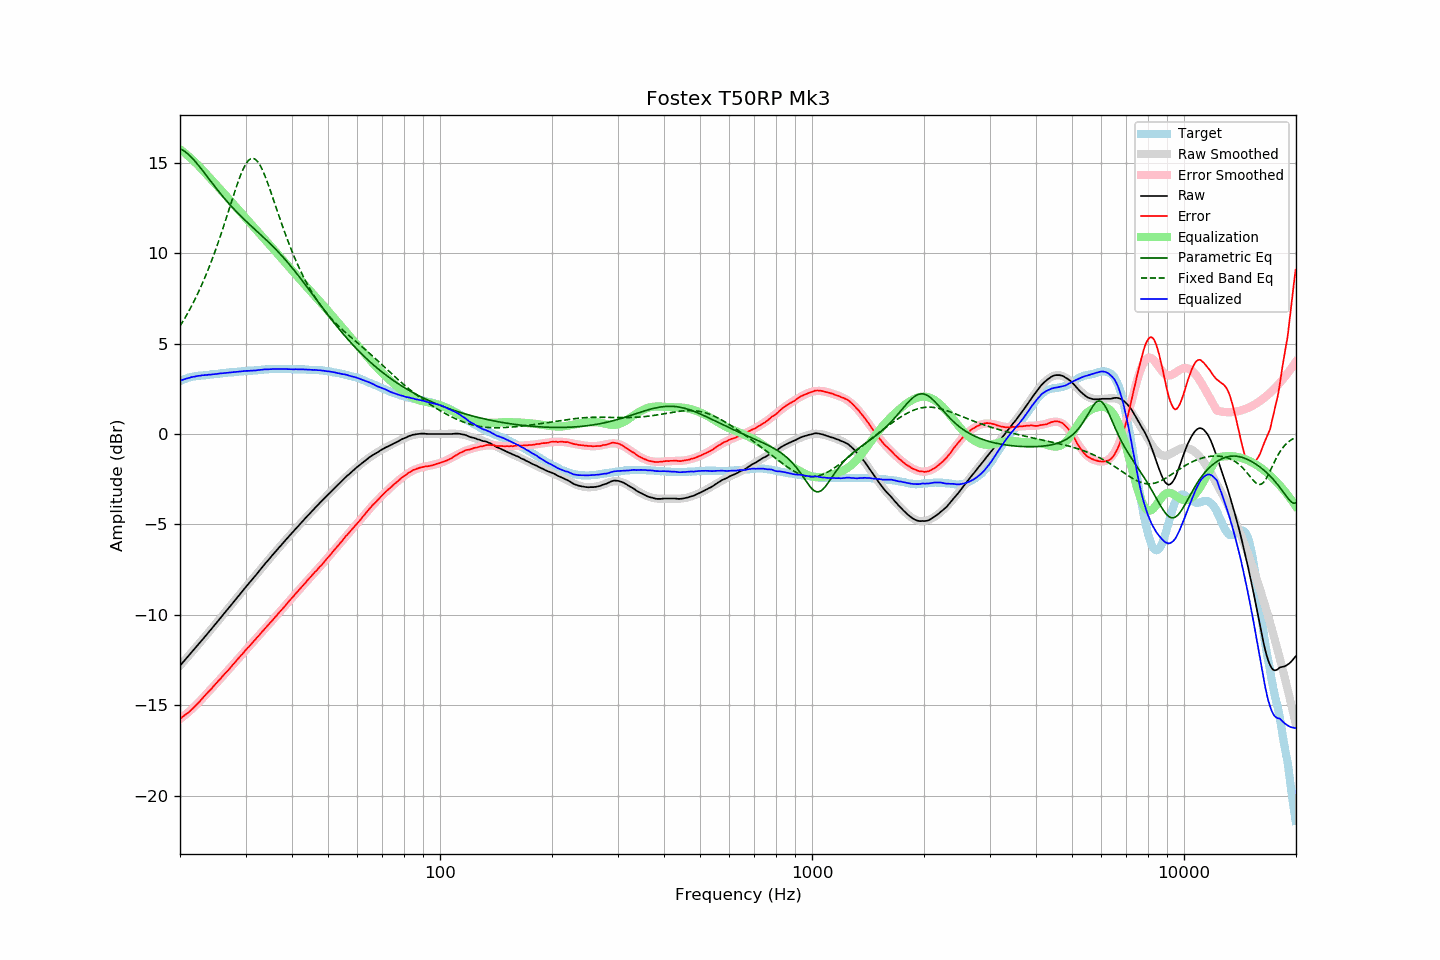 Fostex T50RP Mk3
Target
Raw Smoothed
Error Smoothed
Raw
Error
Equalization
Parametric Eq
Fixed Band Eq
Equalized
Amplitude (dBr)
15
10
5
0
−5
−10
−15
−20
100
1000
10000
Frequency (Hz)